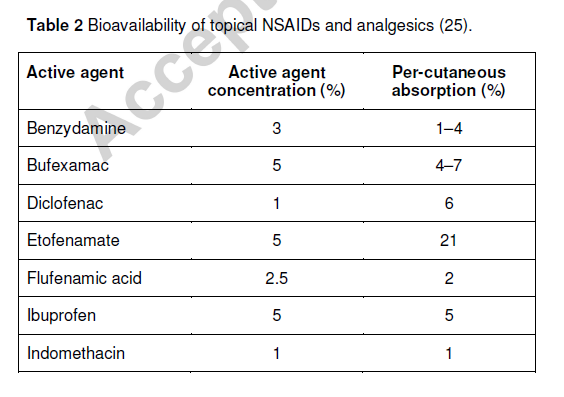 Table 2 Bioavailability of topical NSAIDs and analgesics (25).
Accept
Active agent Active agent concentration (%) Per-cutaneous absorption (%)
Benzydamine 3 1–4
Bufexamac 5 4–7
Diclofenac 1 6
Etofenamate 5 21
Flufenamic acid 2.5 2
Ibuprofen 5 5
Indomethacin 1 1